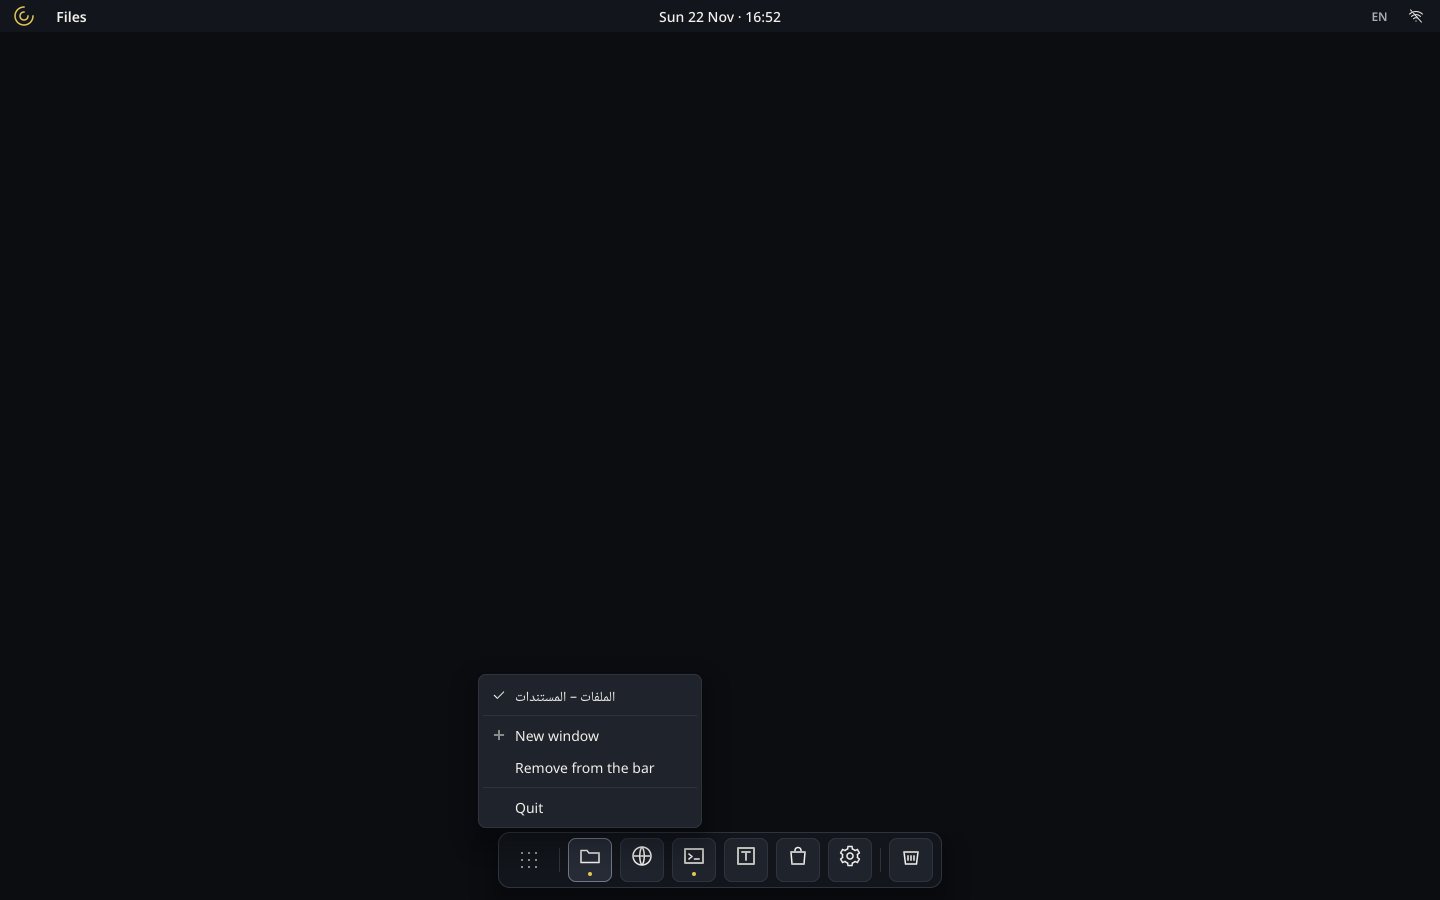 Files
Sun 22 Nov · 16:52
EN
الملفات – المستندات
New window
Remove from the bar
Quit